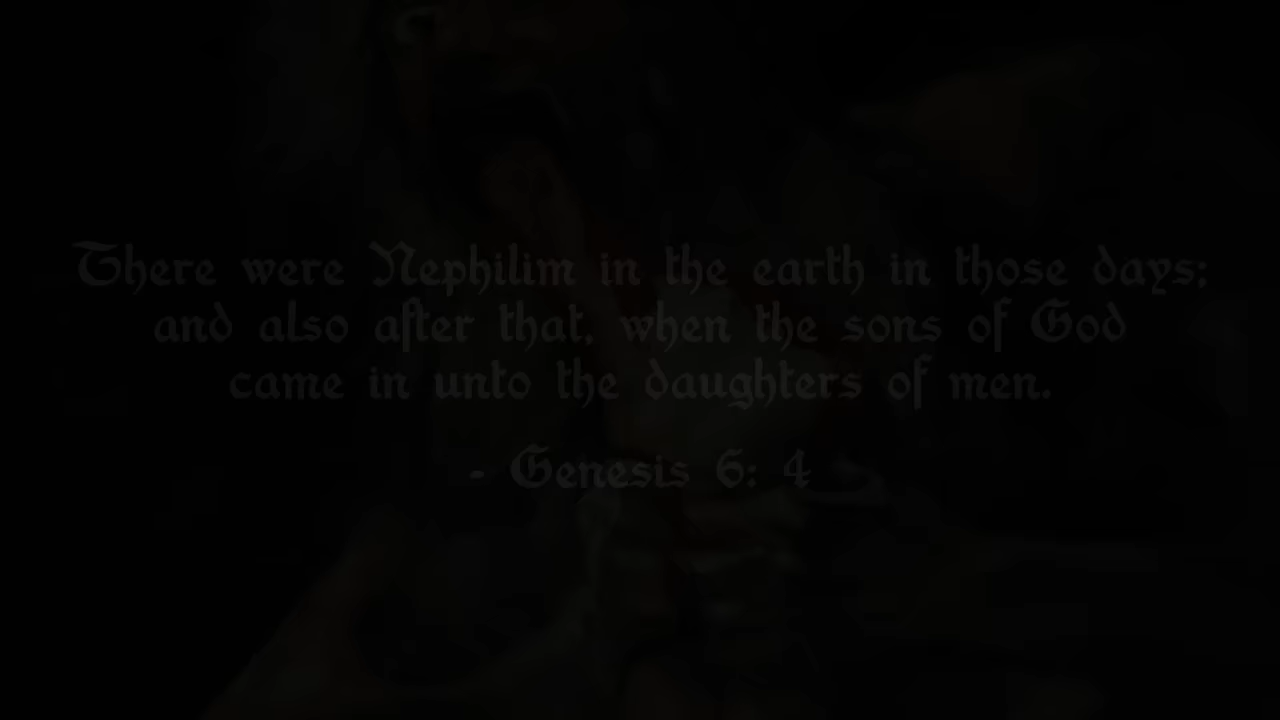 There were Nephilim in the earth in those days;
and also after that, when the sons of God
came in unto the daughters of men.
- Genesis 6: 4